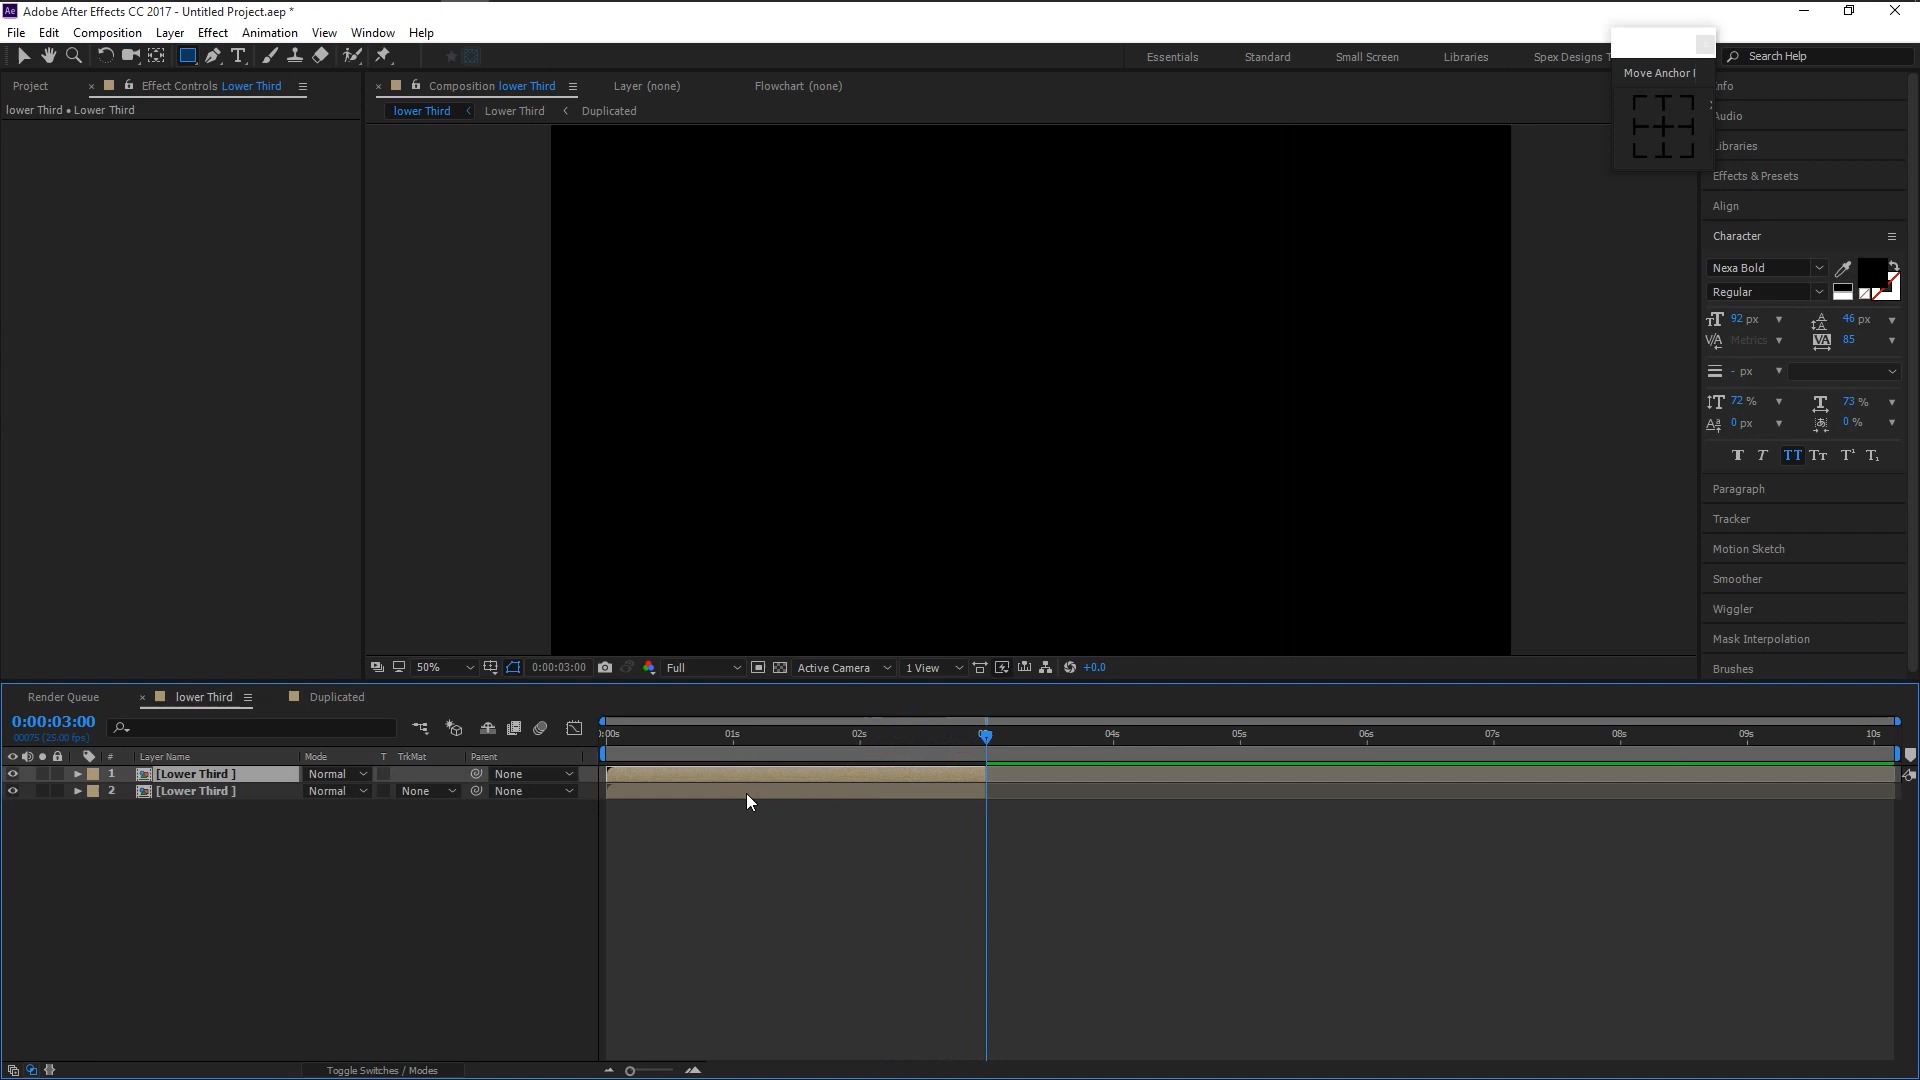 Ae Adobe After Effects CC 2017 - Untitled Project.aep *
File Edit Composition Layer Effect Animation View Window Help
Essentials Standard Small Screen Libraries Spex Designs T Search Help
Move Anchor
Project Effect Controls Lower Third
Composition lower Third Layer (none) Flowchart (none)
lower Third • Lower Third
lower Third Lower Third Duplicated
nfo
Audio
Libraries
Effects & Presets
Align
Character
Nexa Bold
Regular
92 px 46 px
Metrics 85
- px
72 % 73 %
0 px 0 %
Paragraph
Tracker
Motion Sketch
Smoother
Wiggler
Mask Interpolation
Brushes
50% 0:00:03:00 Full Active Camera 1 View +0.0
Render Queue lower Third Duplicated
0:00:03:00
00075 (25.00 fps)
:00s 01s 02s 04s 05s 06s 07s 08s 09s 10s
# Layer Name Mode T TrkMat Parent
1 [Lower Third ] Normal None
2 [Lower Third ] Normal None None
Toggle Switches / Modes